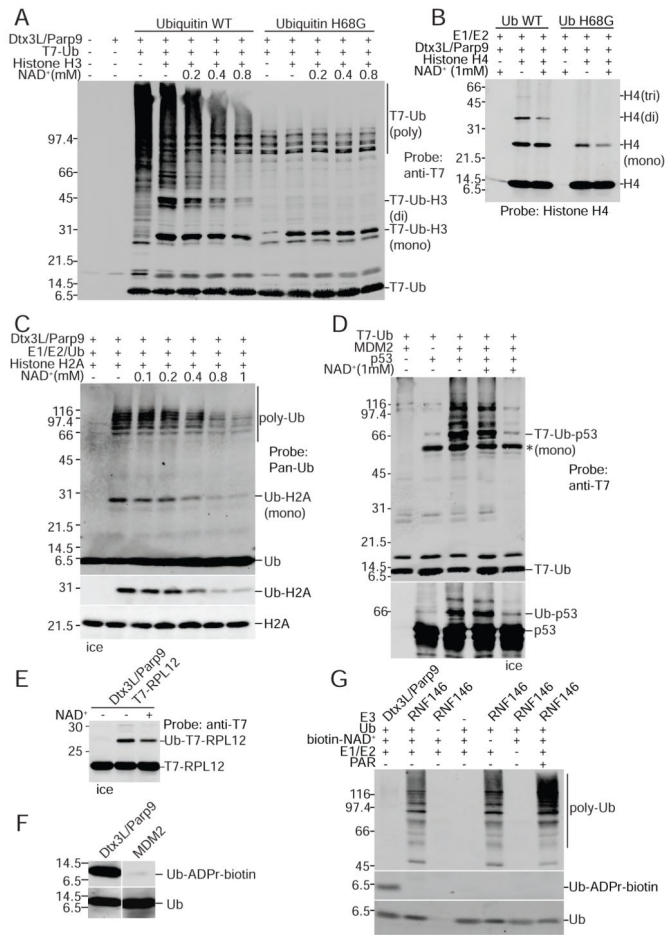 A
Ubiquitin WT Ubiquitin H68G
Dtx3L/Parp9 - + + + + + + + + + + + +
T7-Ub - - + + + + + + + + + +
Histone H3 - - - + + + + - + + + +
NAD+(mM) - - - - 0.2 0.4 0.8 - - 0.2 0.4 0.8
97.4
66
45
31
21.5
14.5
6.5
T7-Ub
(poly)
Probe:
anti-T7
T7-Ub-H3
(di)
T7-Ub-H3
(mono)
T7-Ub
B
Ub WT Ub H68G
E1/E2 + + + + + +
Dtx3L/Parp9 + + + + + +
Histone H4 - + + - + +
NAD+ (1mM) + - + + - +
66
45
31
21.5
14.5
6.5
H4(tri)
H4(di)
H4
(mono)
H4
Probe: Histone H4
C
Dtx3L/Parp9 + + + + + + +
E1/E2/Ub + + + + + + +
Histone H2A + + + + + + +
NAD+(mM) - - 0.1 0.2 0.4 0.8 1
116
97.4
66
45
31
21.5
14.5
6.5
poly-Ub
Probe:
Pan-Ub
Ub-H2A
(mono)
Ub
31
Ub-H2A
21.5
H2A
ice
D
T7-Ub + + + + +
MDM2 + - + + +
p53 - + + + +
NAD+(1mM) - - - + -
116
97.4
66
45
31
21.5
14.5
6.5
T7-Ub-p53
*(mono)
Probe:
anti-T7
T7-Ub
66
Ub-p53
p53
ice
E
Dtx3L/Parp9
T7-RPL12
NAD+ - - +
30
25
Probe: anti-T7
Ub-T7-RPL12
T7-RPL12
ice
F
Dtx3L/Parp9
MDM2
14.5
6.5
Ub-ADPr-biotin
14.5
6.5
Ub
G
E3 Dtx3L/Parp9 RNF146 RNF146 - RNF146 RNF146 RNF146
Ub + + - + + + +
biotin-NAD+ + + + + - + +
E1/E2 + + - + + - +
PAR - - - - - - +
116
97.4
66
45
poly-Ub
6.5
Ub-ADPr-biotin
6.5
Ub